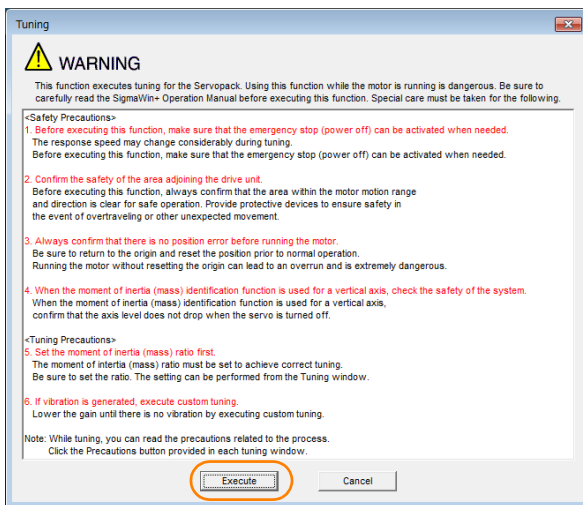 Tuning
WARNING
This function executes tuning for the Servopack. Using this function while the motor is running is dangerous. Be sure to
carefully read the SigmaWin+ Operation Manual before executing this function. Special care must be taken for the following.
<Safety Precautions>
1. Before executing this function, make sure that the emergency stop (power off) can be activated when needed.
The response speed may change considerably during tuning.
Before executing this function, make sure that the emergency stop (power off) can be activated when needed.
2. Confirm the safety of the area adjoining the drive unit.
Before executing this function, always confirm that the area within the motor motion range
and direction is clear for safe operation. Provide protective devices to ensure safety in
the event of overtraveling or other unexpected movement.
3. Always confirm that there is no position error before running the motor.
Be sure to return to the origin and reset the position prior to normal operation.
Running the motor without resetting the origin can lead to an overrun and is extremely dangerous.
4. When the moment of inertia (mass) identification function is used for a vertical axis, check the safety of the system.
When the moment of inertia (mass) identification function is used for a vertical axis,
confirm that the axis level does not drop when the servo is turned off.
<Tuning Precautions>
5. Set the moment of inertia (mass) ratio first.
The moment of intertia (mass) ratio must be set to achieve correct tuning.
Be sure to set the ratio. The setting can be performed from the Tuning window.
6. If vibration is generated, execute custom tuning.
Lower the gain until there is no vibration by executing custom tuning.
Note: While tuning, you can read the precautions related to the process.
Click the Precautions button provided in each tuning window.
Execute Cancel